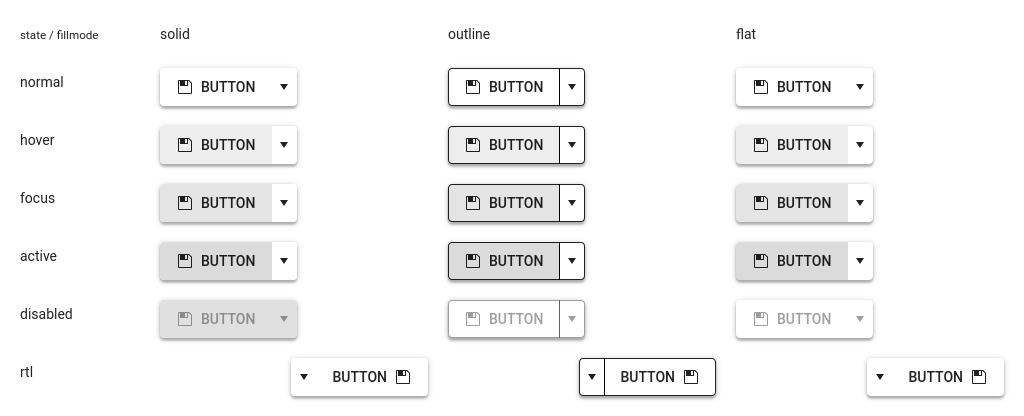 state / fillmode solid outline flat
normal BUTTON BUTTON BUTTON
hover BUTTON BUTTON BUTTON
focus BUTTON BUTTON BUTTON
active BUTTON BUTTON BUTTON
disabled BUTTON BUTTON BUTTON
rtl BUTTON BUTTON BUTTON